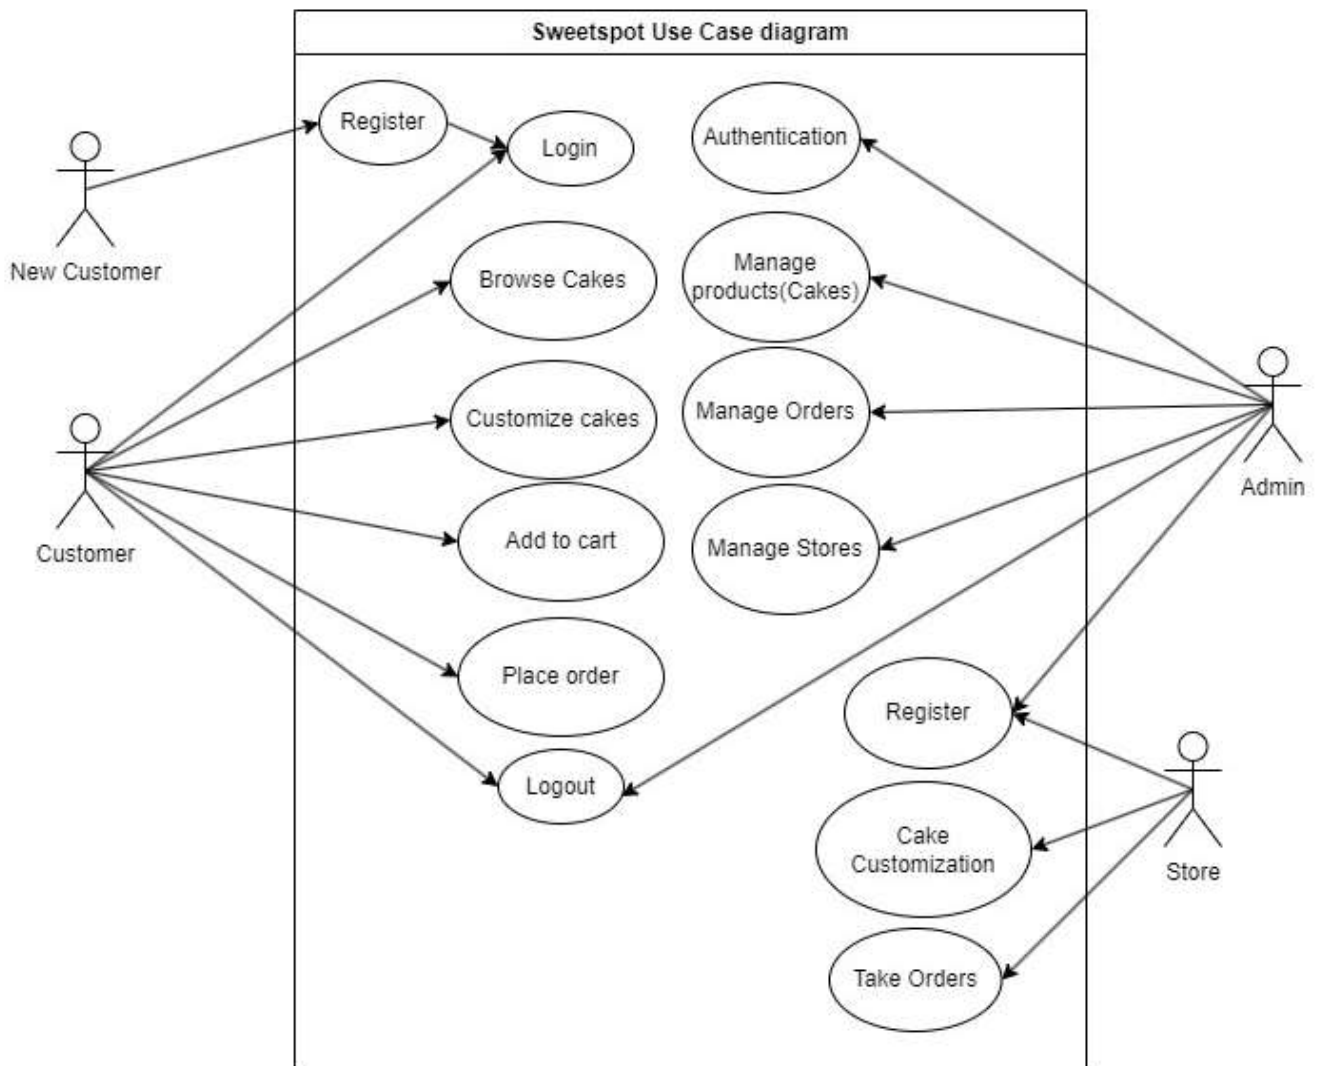 Sweetspot Use Case diagram
Register
Login
Authentication
New Customer
Browse Cakes
Manage
products(Cakes)
Customize cakes
Manage Orders
Admin
Customer
Add to cart
Manage Stores
Place order
Register
Logout
Cake
Customization
Store
Take Orders